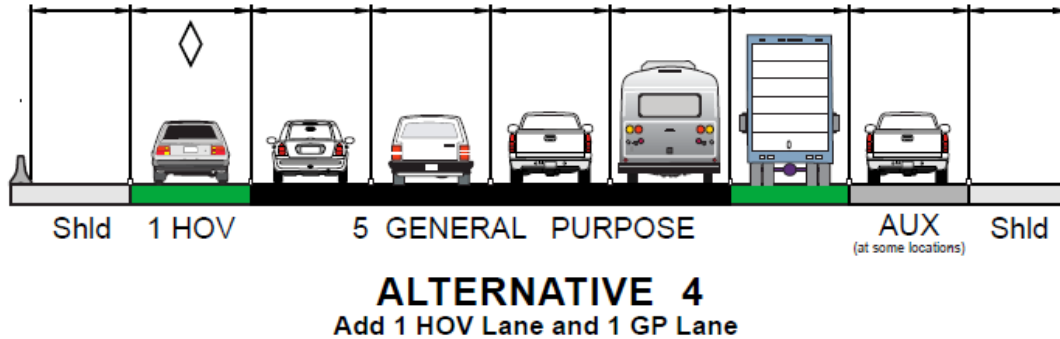 Shld 1 HOV 5 GENERAL PURPOSE AUX Shld
(at some locations)
ALTERNATIVE 4
Add 1 HOV Lane and 1 GP Lane